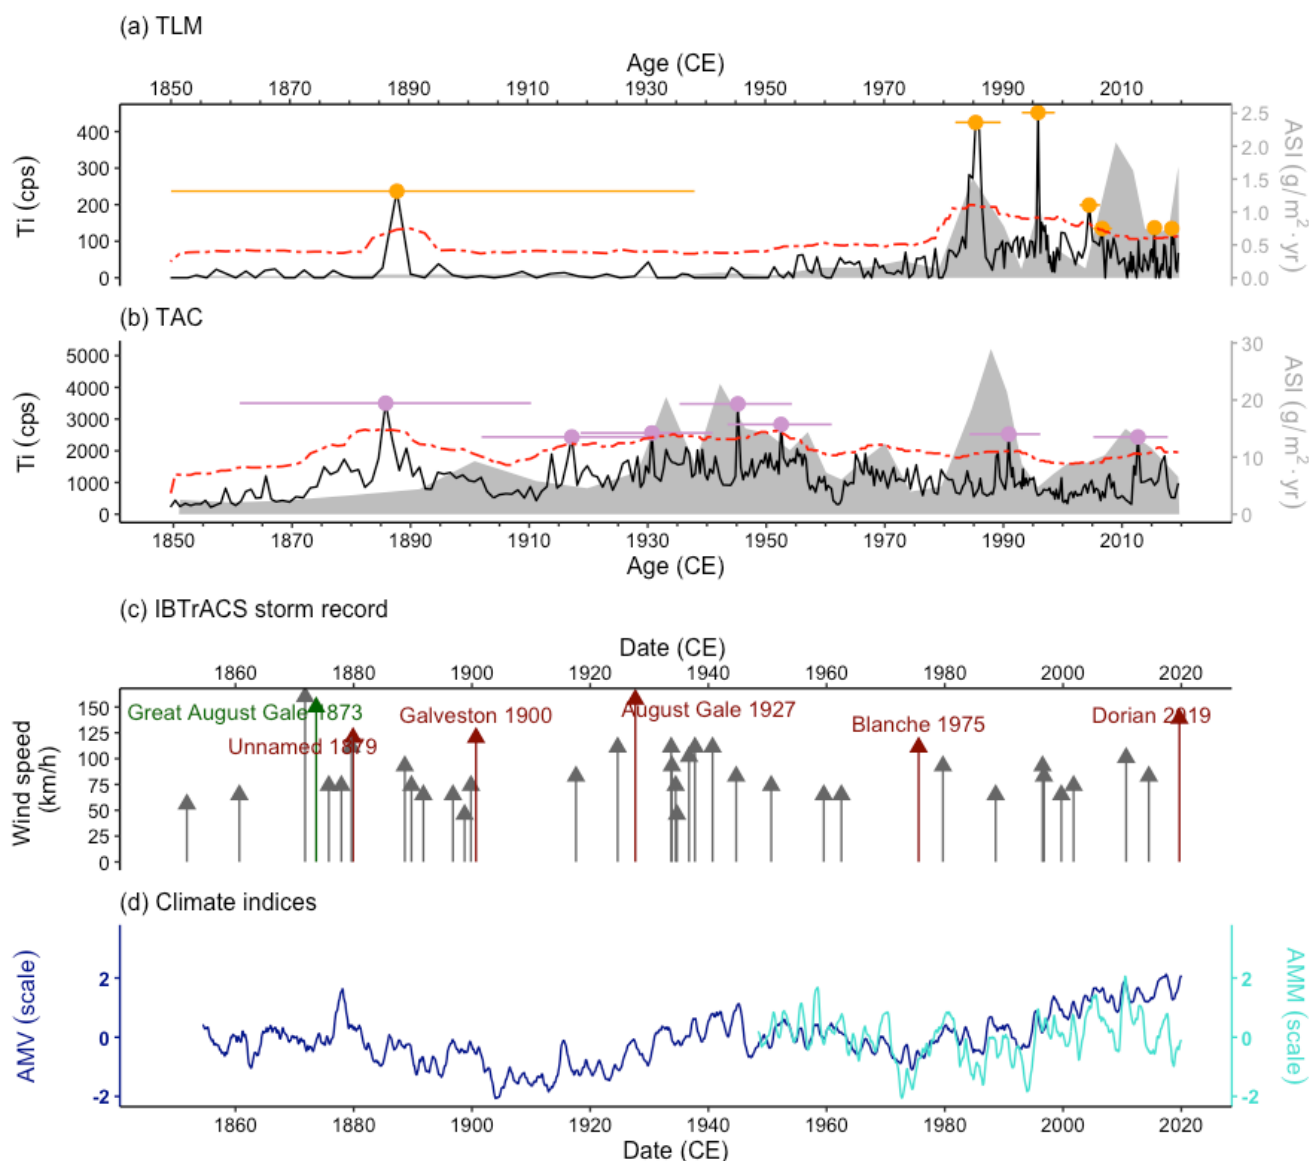 (a) TLM
Age (CE)
1850 1870 1890 1910 1930 1950 1970 1990 2010
Ti (cps)
400
300
200
100
0
2.5
2.0
1.5
1.0
0.5
0.0
ASI (g/m²·yr)
(b) TAC
Ti (cps)
5000
4000
3000
2000
1000
0
30
20
10
0
ASI (g/m²·yr)
1850 1870 1890 1910 1930 1950 1970 1990 2010
Age (CE)
(c) IBTrACS storm record
Date (CE)
1860 1880 1900 1920 1940 1960 1980 2000 2020
Wind speed
(km/h)
150
125
100
75
50
25
0
Great August Gale 1873
Unnamed 1879
Galveston 1900
August Gale 1927
Blanche 1975
Dorian 2019
(d) Climate indices
AMV (scale)
2
0
-2
2
0
-2
AMM (scale)
1860 1880 1900 1920 1940 1960 1980 2000 2020
Date (CE)